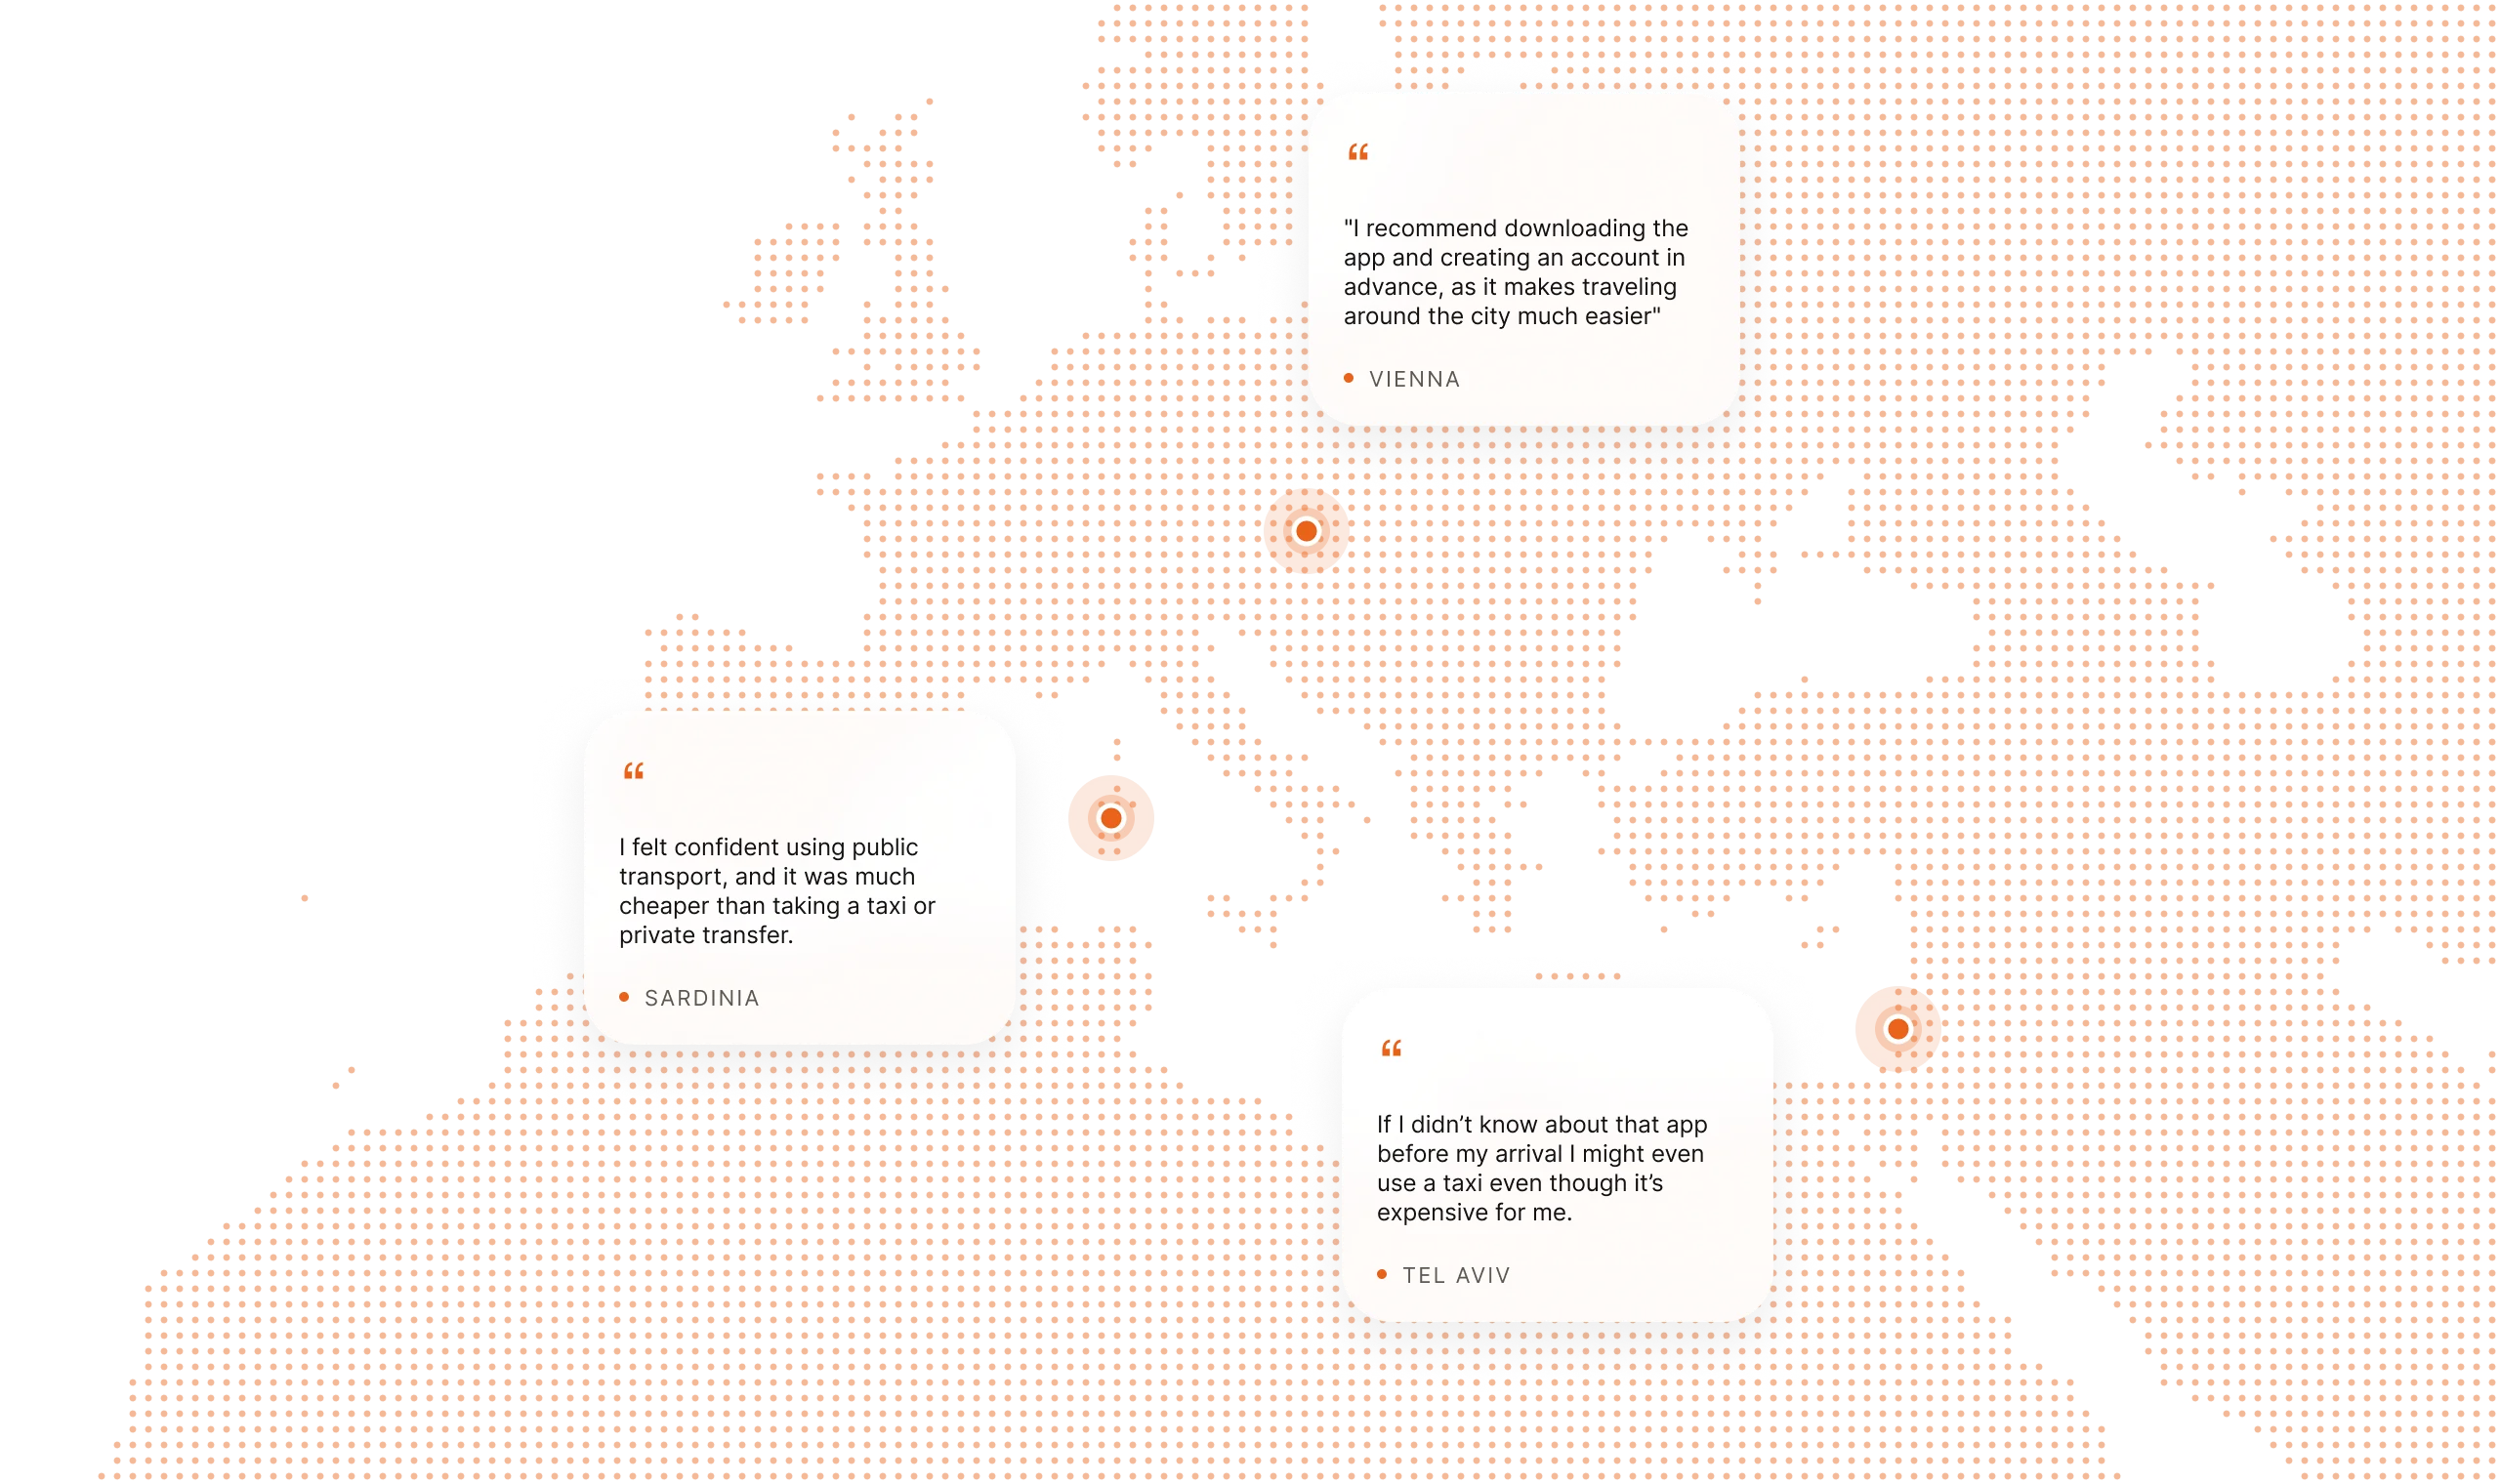 “
"I recommend downloading the
app and creating an account in
advance, as it makes traveling
around the city much easier"
VIENNA
“
I felt confident using public
transport, and it was much
cheaper than taking a taxi or
private transfer.
SARDINIA
“
If I didn’t know about that app
before my arrival I might even
use a taxi even though it’s
expensive for me.
TEL AVIV